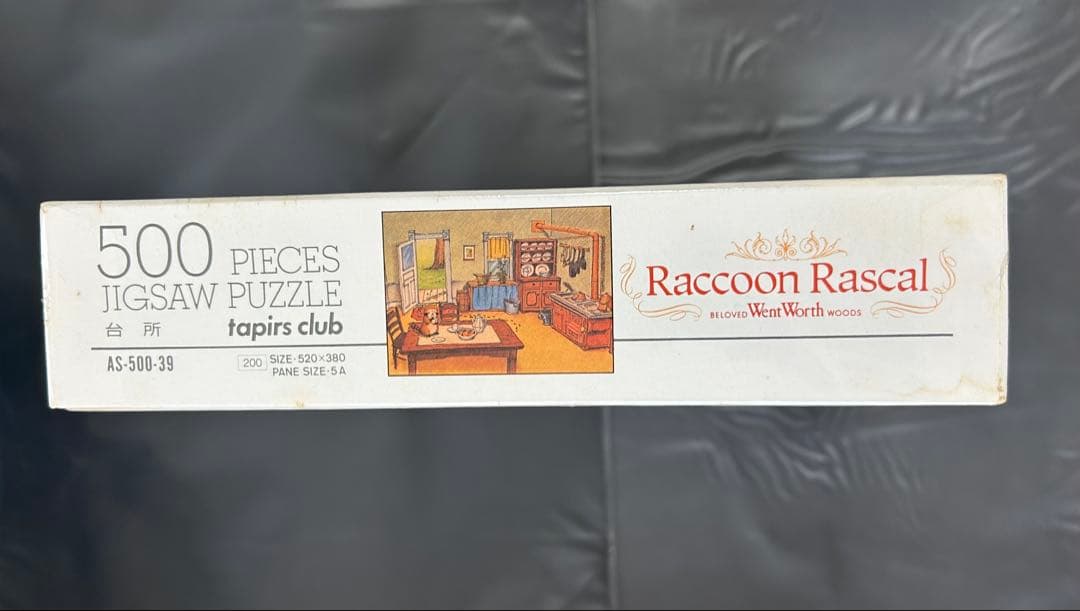 500 PIECES
JIGSAW PUZZLE
台所 tapirs club
AS-500-39
200 SIZE·520×380
PANE SIZE·5A
Raccoon Rascal
BELOVED WentWorth WOODS